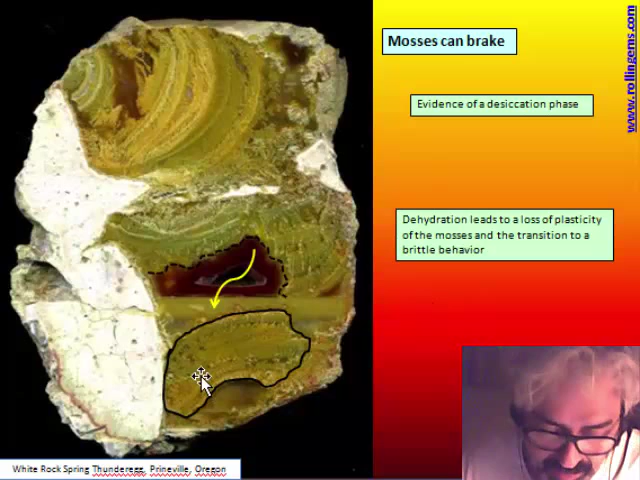 Mosses can brake
www.rollingems.com
Evidence of a desiccation phase
Dehydration leads to a loss of plasticity
of the mosses and the transition to a
brittle behavior
White Rock Spring Thunderegg, Prineville, Oregon